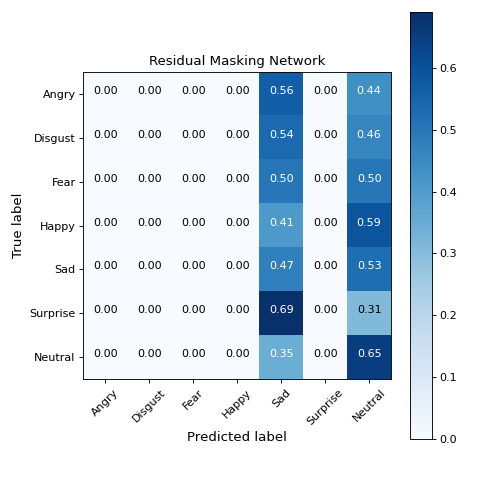 Residual Masking Network
True label
Angry 0.00 0.00 0.00 0.00 0.56 0.00 0.44
Disgust 0.00 0.00 0.00 0.00 0.54 0.00 0.46
Fear 0.00 0.00 0.00 0.00 0.50 0.00 0.50
Happy 0.00 0.00 0.00 0.00 0.41 0.00 0.59
Sad 0.00 0.00 0.00 0.00 0.47 0.00 0.53
Surprise 0.00 0.00 0.00 0.00 0.69 0.00 0.31
Neutral 0.00 0.00 0.00 0.00 0.35 0.00 0.65
Angry Disgust Fear Happy Sad Surprise Neutral
Predicted label
0.6
0.5
0.4
0.3
0.2
0.1
0.0